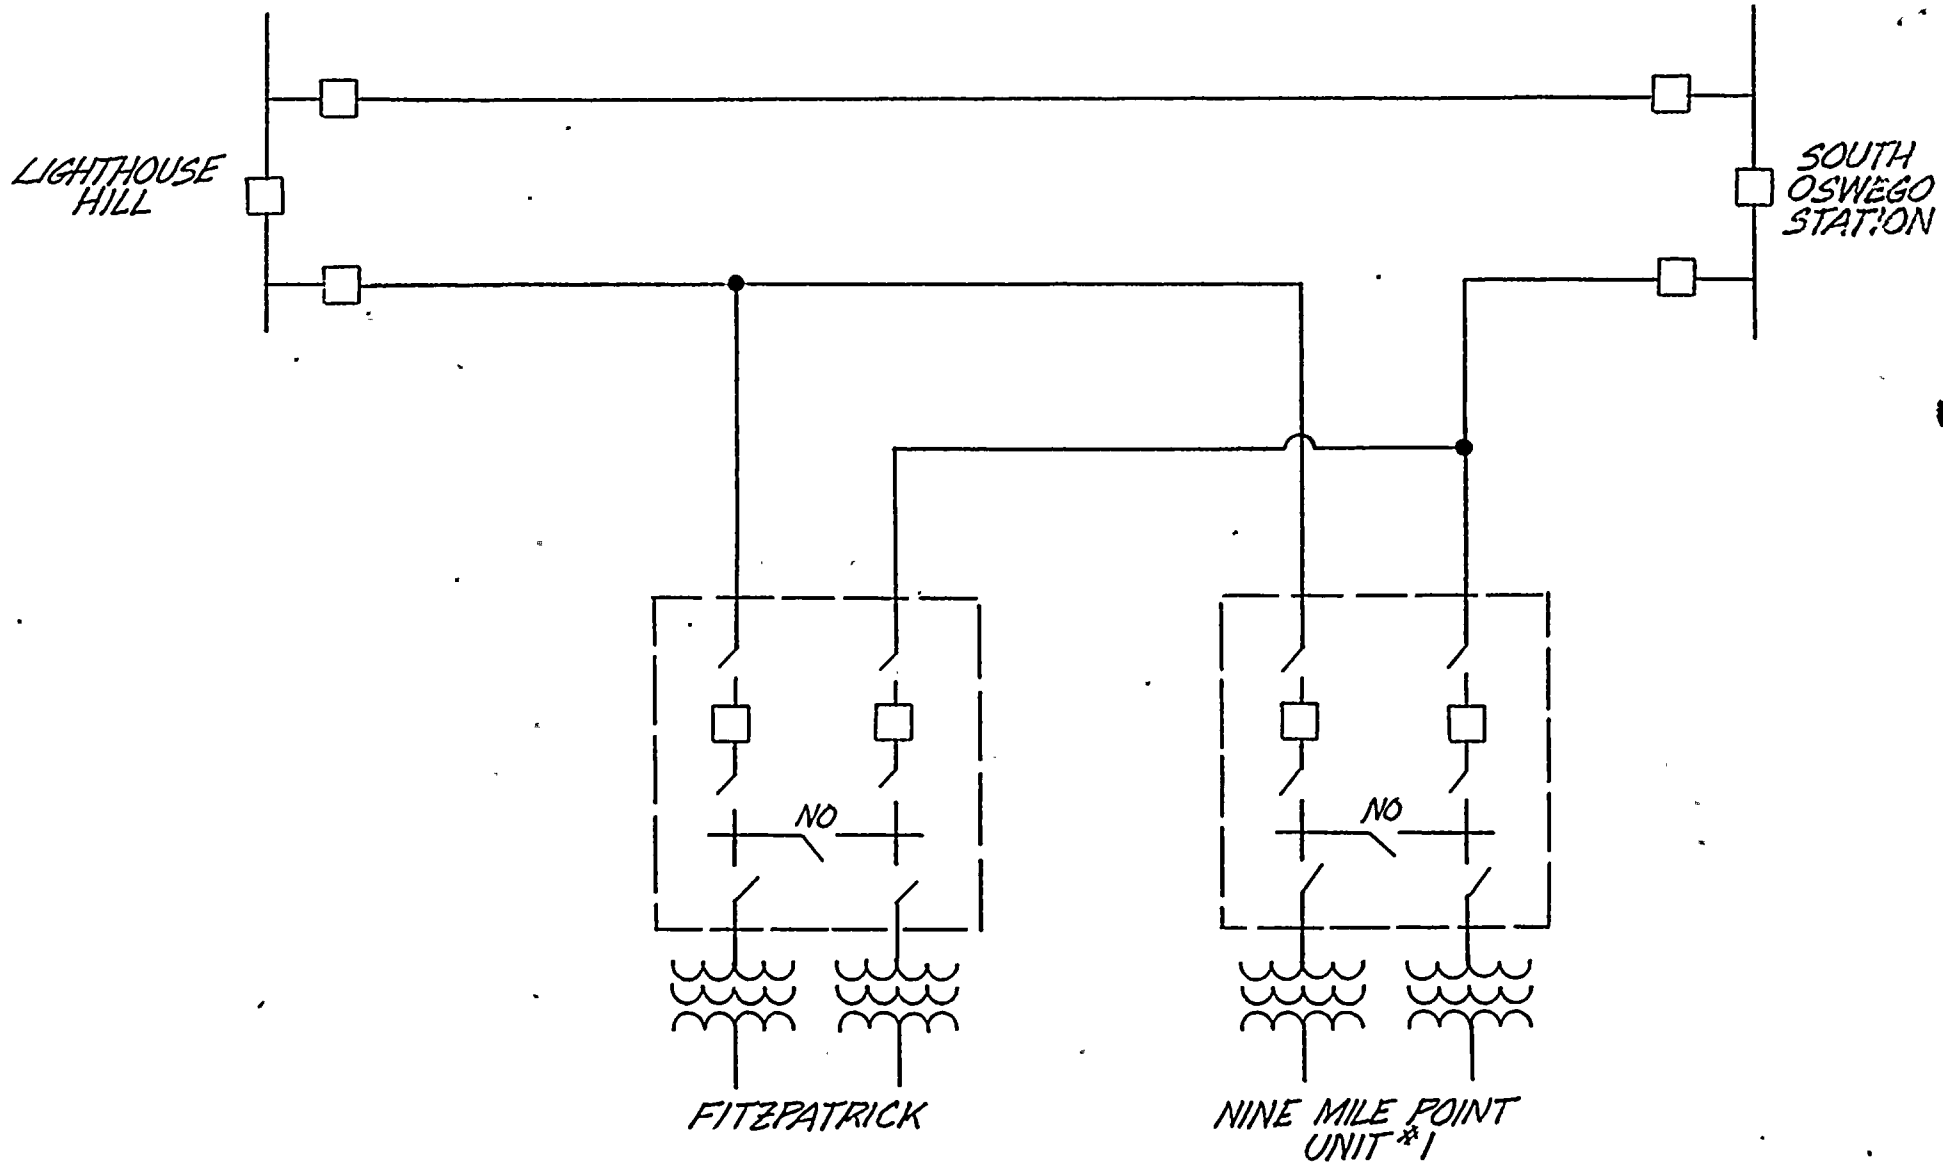 LIGHTHOUSE
HILL
SOUTH
OSWEGO
STATION
NO
NO
FITZPATRICK
NINE MILE POINT
UNIT #1